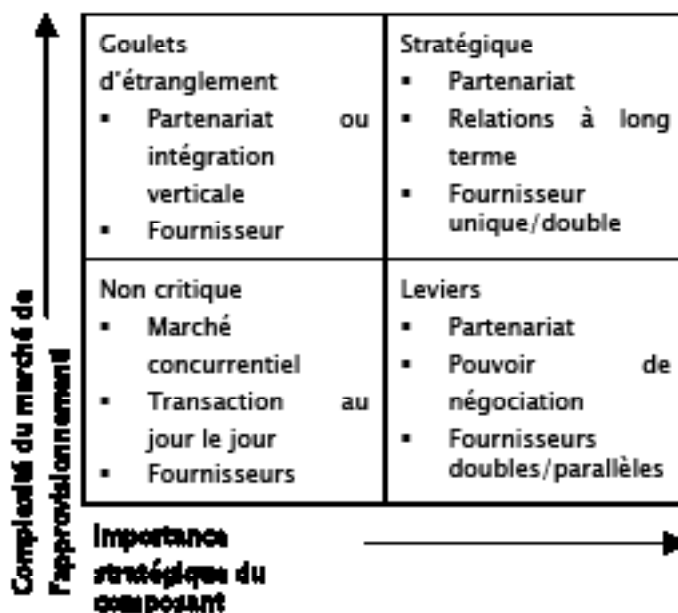 Goulets
d'étranglement
▪ Partenariat ou
intégration
verticale
▪ Fournisseur
Stratégique
▪ Partenariat
▪ Relations à long
terme
▪ Fournisseur
unique/double
Non critique
▪ Marché
concurrentiel
▪ Transaction au
jour le jour
▪ Fournisseurs
Leviers
▪ Partenariat
▪ Pouvoir de
négociation
▪ Fournisseurs
doubles/parallèles
Complexité du marché de
l'approvisionnement
Importance
stratégique du
composant